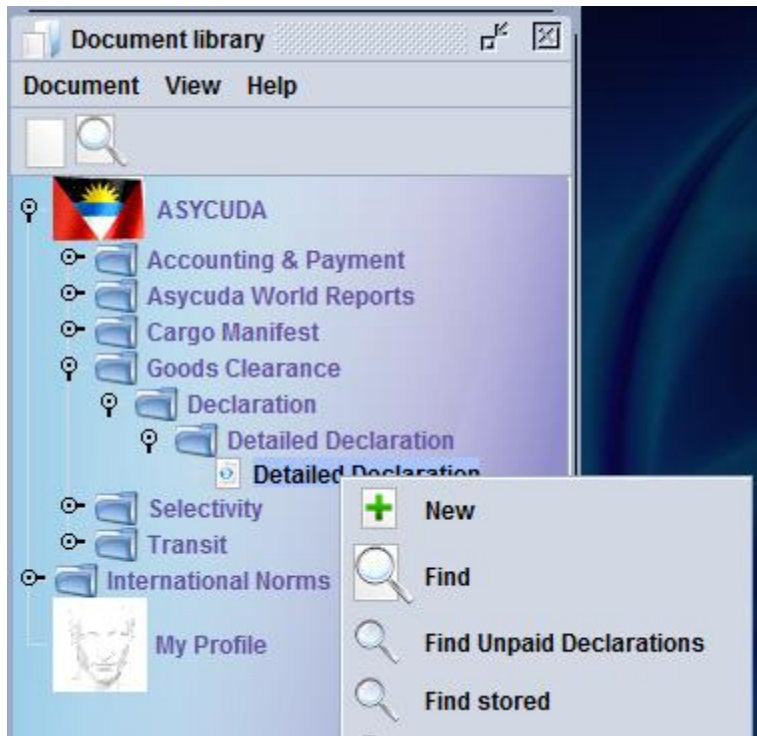 Document library
Document View Help
ASYCUDA
Accounting & Payment
Asycuda World Reports
Cargo Manifest
Goods Clearance
Declaration
Detailed Declaration
Detailed Declaration
Selectivity
Transit
International Norms
My Profile
New
Find
Find Unpaid Declarations
Find stored